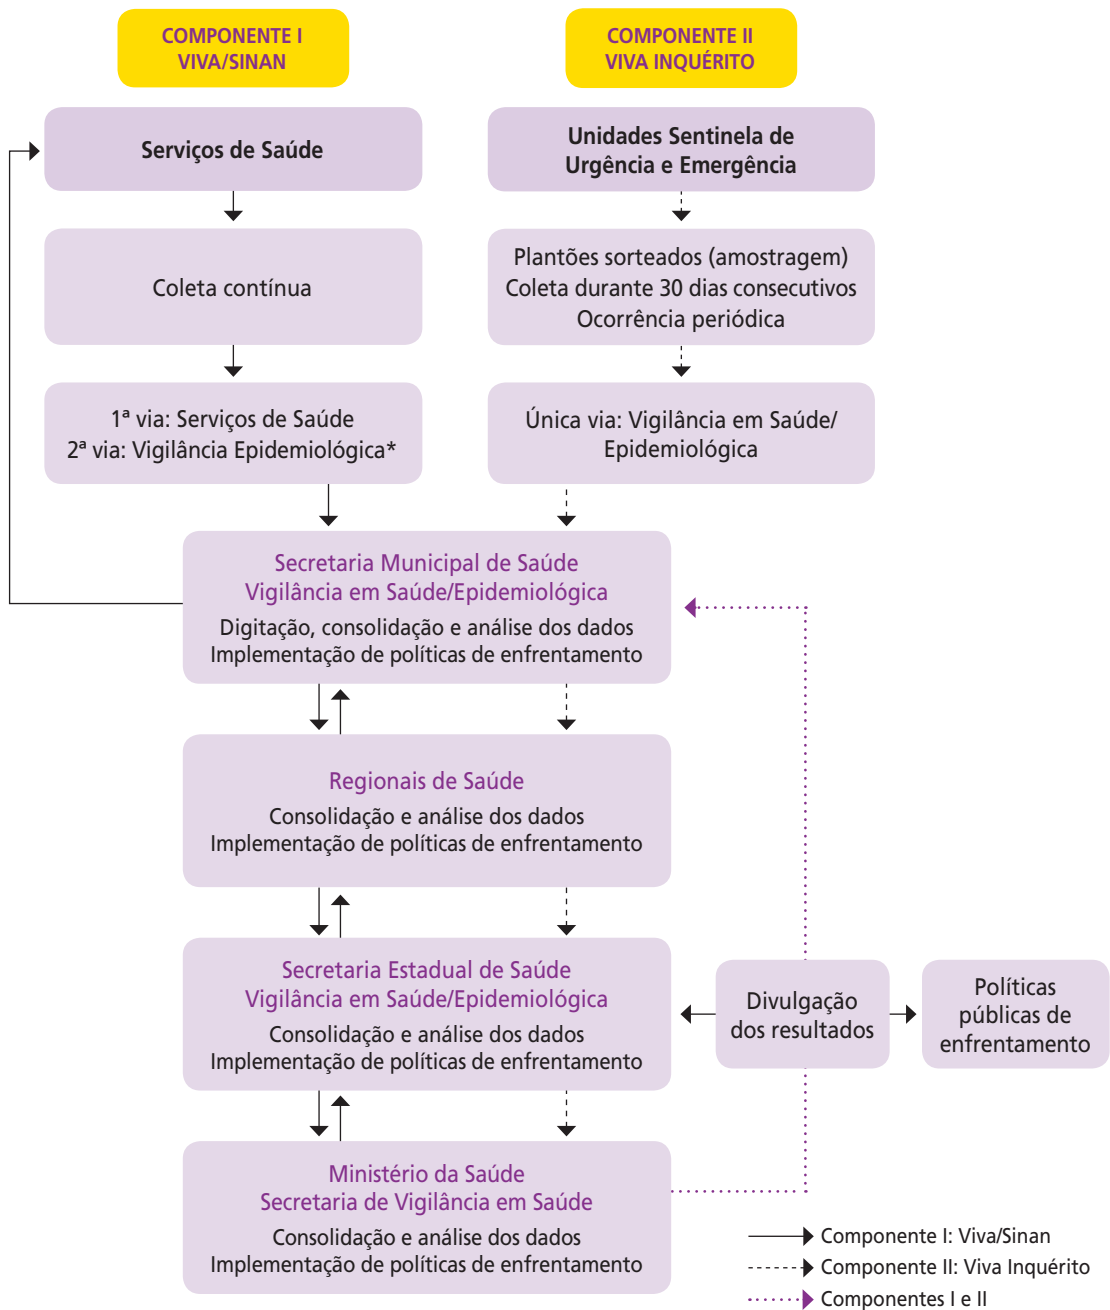 COMPONENTE I
VIVA/SINAN
COMPONENTE II
VIVA INQUÉRITO
Serviços de Saúde
Unidades Sentinela de
Urgência e Emergência
Coleta contínua
Plantões sorteados (amostragem)
Coleta durante 30 dias consecutivos
Ocorrência periódica
1ª via: Serviços de Saúde
2ª via: Vigilância Epidemiológica*
Única via: Vigilância em Saúde/
Epidemiológica
Secretaria Municipal de Saúde
Vigilância em Saúde/Epidemiológica
Digitação, consolidação e análise dos dados
Implementação de políticas de enfrentamento
Regionais de Saúde
Consolidação e análise dos dados
Implementação de políticas de enfrentamento
Secretaria Estadual de Saúde
Vigilância em Saúde/Epidemiológica
Consolidação e análise dos dados
Implementação de políticas de enfrentamento
Divulgação
dos resultados
Políticas
públicas de
enfrentamento
Ministério da Saúde
Secretaria de Vigilância em Saúde
Consolidação e análise dos dados
Implementação de políticas de enfrentamento
Componente I: Viva/Sinan
Componente II: Viva Inquérito
Componentes I e II